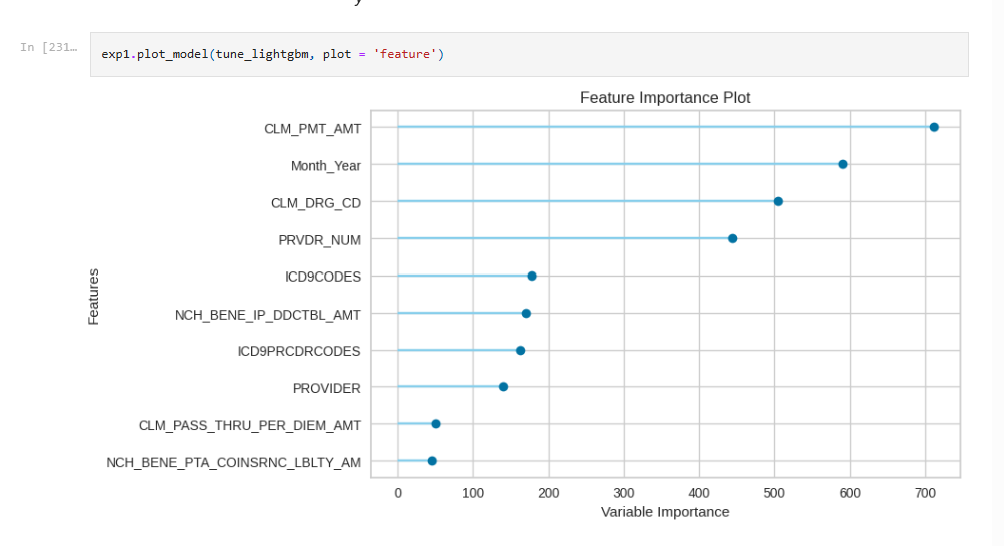 In [231…
exp1.plot_model(tune_lightgbm, plot = 'feature')
Feature Importance Plot
CLM_PMT_AMT
Month_Year
CLM_DRG_CD
PRVDR_NUM
ICD9CODES
NCH_BENE_IP_DDCTBL_AMT
ICD9PRCDRCODES
PROVIDER
CLM_PASS_THRU_PER_DIEM_AMT
NCH_BENE_PTA_COINSRNC_LBLTY_AM
Features
0 100 200 300 400 500 600 700
Variable Importance